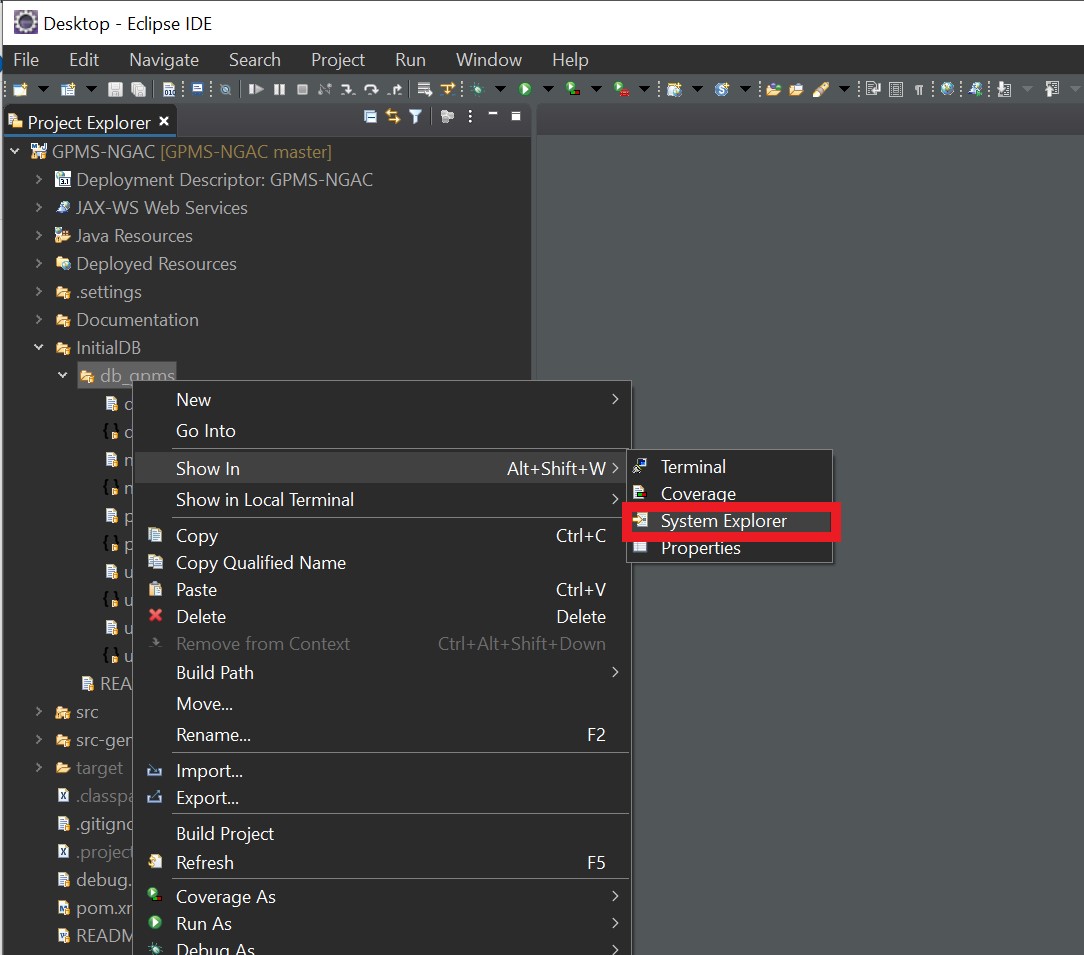 Desktop - Eclipse IDE
File Edit Navigate Search Project Run Window Help
Project Explorer
GPMS-NGAC [GPMS-NGAC master]
Deployment Descriptor: GPMS-NGAC
JAX-WS Web Services
Java Resources
Deployed Resources
.settings
Documentation
InitialDB
db_gpms
New
Go Into
Show In Alt+Shift+W
Show in Local Terminal
Copy Ctrl+C
Copy Qualified Name
Paste Ctrl+V
Delete Delete
Remove from Context Ctrl+Alt+Shift+Down
Build Path
Move...
Rename... F2
Import...
Export...
Build Project
Refresh F5
Coverage As
Run As
Debug As
Terminal
Coverage
System Explorer
Properties
REA
src
src-ger
target
.classpa
.gitigno
.project
debug.
pom.xr
READM